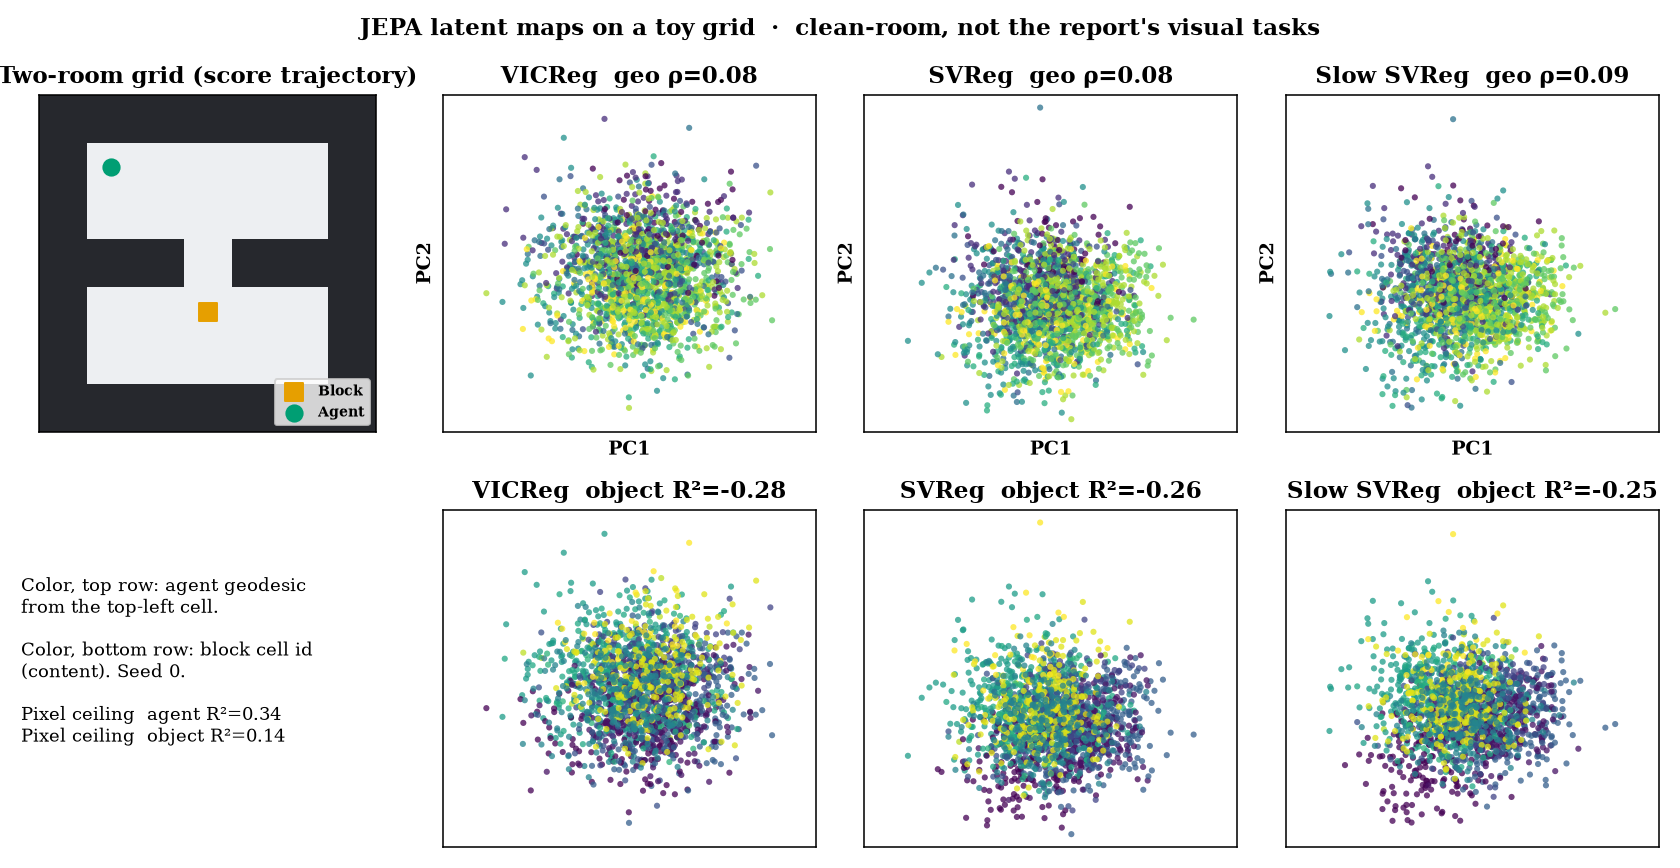 JEPA latent maps on a toy grid · clean-room, not the report's visual tasks
Two-room grid (score trajectory)
VICReg geo ρ=0.08
SVReg geo ρ=0.08
Slow SVReg geo ρ=0.09
Block
Agent
PC2
PC1
PC2
PC1
PC2
PC1
Color, top row: agent geodesic
from the top-left cell.
Color, bottom row: block cell id
(content). Seed 0.
Pixel ceiling agent R²=0.34
Pixel ceiling object R²=0.14
VICReg object R²=-0.28
SVReg object R²=-0.26
Slow SVReg object R²=-0.25